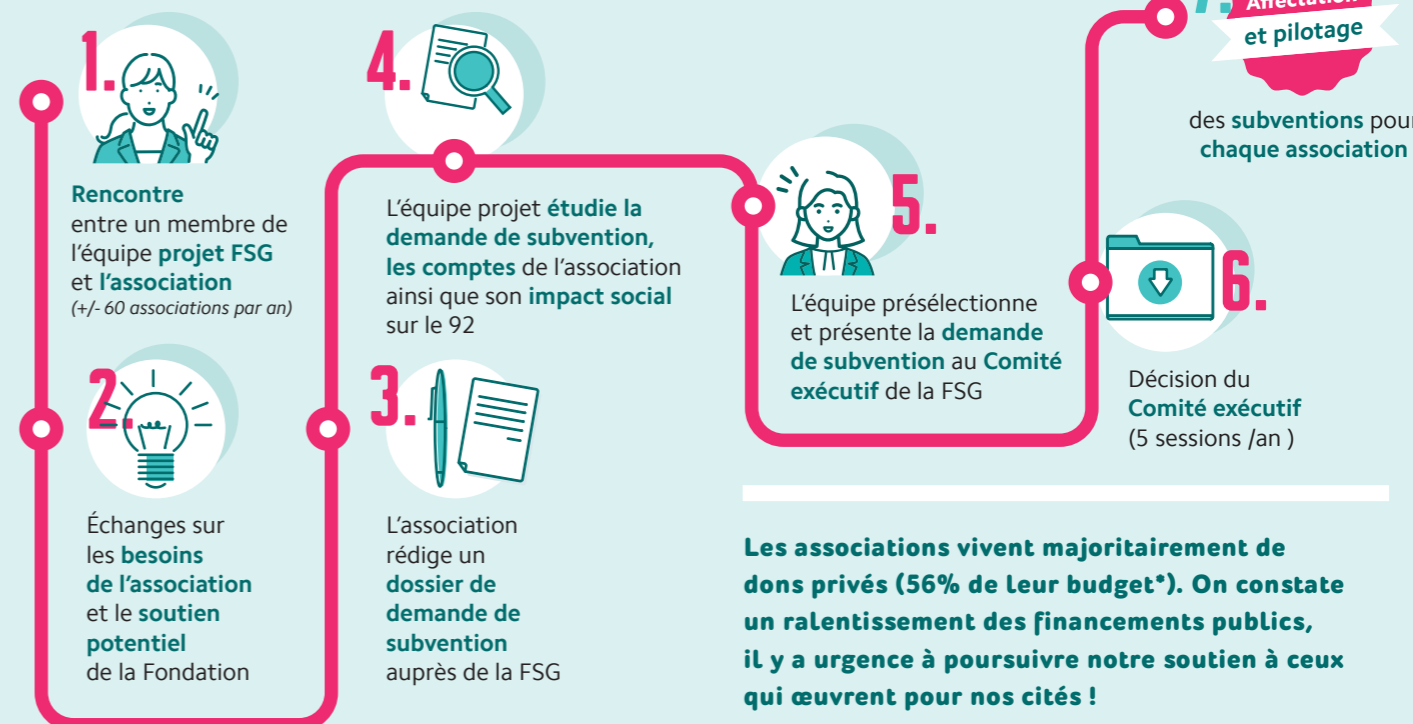 1.
Rencontre
entre un membre de
l'équipe projet FSG
et l'association
(+/- 60 associations par an)
2.
Échanges sur
les besoins
de l'association
et le soutien
potentiel
de la Fondation
3.
L'association
rédige un
dossier de
demande de
subvention
auprès de la FSG
4.
L'équipe projet étudie la
demande de subvention,
les comptes de l'association
ainsi que son impact social
sur le 92
5.
L'équipe présélectionne
et présente la demande
de subvention au Comité
exécutif de la FSG
6.
Décision du
Comité exécutif
(5 sessions /an )
7.
Affectation
et pilotage
des subventions pour
chaque association
Les associations vivent majoritairement de
dons privés (56% de leur budget*). On constate
un ralentissement des financements publics,
il y a urgence à poursuivre notre soutien à ceux
qui œuvrent pour nos cités !